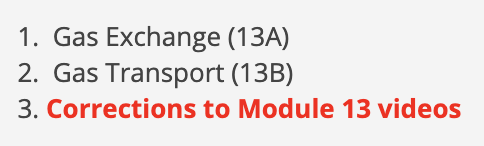 1. Gas Exchange (13A)
2. Gas Transport (13B)
3. Corrections to Module 13 videos